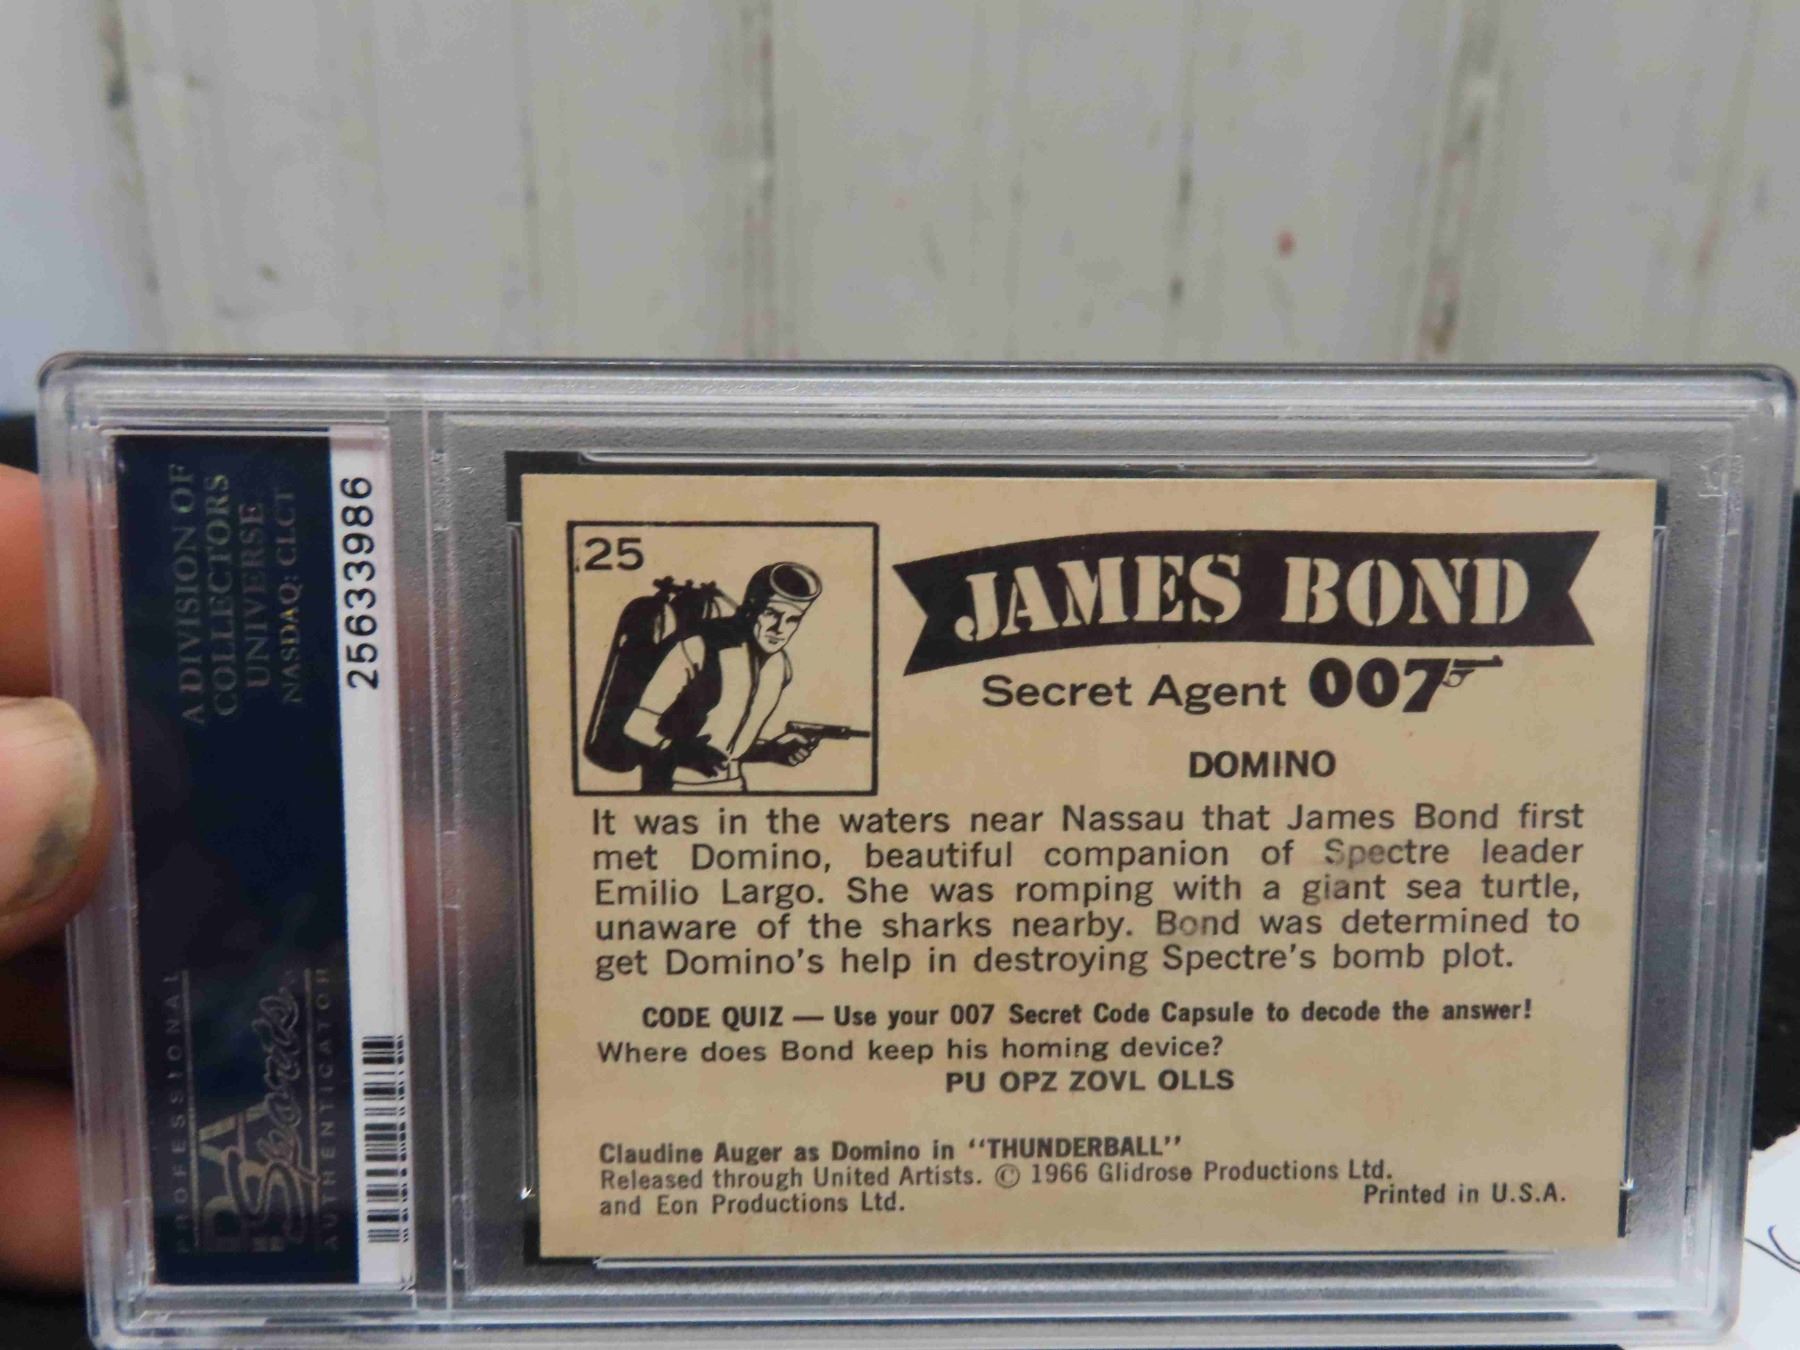 A DIVISION OF
COLLECTORS
UNIVERSE
NASDAQ: CLCT
25633986
PROFESSIONAL
PSA
Sports
AUTHENTICATOR
25
JAMES BOND
Secret Agent 007
DOMINO
It was in the waters near Nassau that James Bond first
met Domino, beautiful companion of Spectre leader
Emilio Largo. She was romping with a giant sea turtle,
unaware of the sharks nearby. Bond was determined to
get Domino's help in destroying Spectre's bomb plot.
CODE QUIZ — Use your 007 Secret Code Capsule to decode the answer!
Where does Bond keep his homing device?
PU OPZ ZOVL OLLS
Claudine Auger as Domino in "THUNDERBALL"
Released through United Artists. © 1966 Glidrose Productions Ltd.
and Eon Productions Ltd.
Printed in U.S.A.